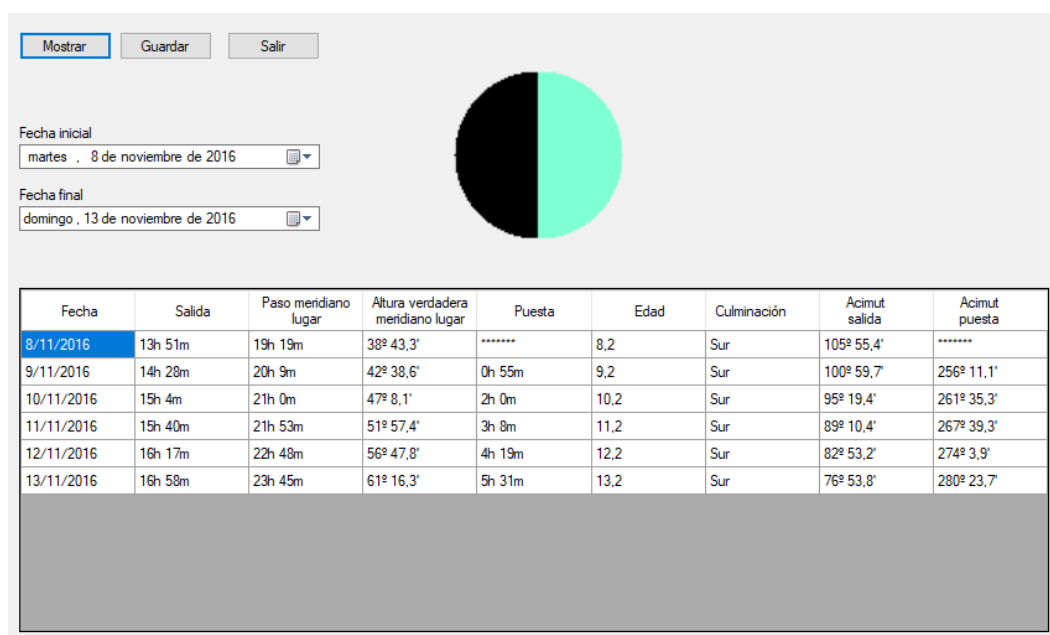 Mostrar Guardar Salir
Fecha inicial
martes , 8 de noviembre de 2016
Fecha final
domingo , 13 de noviembre de 2016
Fecha Salida Paso meridiano lugar Altura verdadera meridiano lugar Puesta Edad Culminación Acimut salida Acimut puesta
8/11/2016 13h 51m 19h 19m 38º 43,3' ******* 8,2 Sur 105º 55,4' *******
9/11/2016 14h 28m 20h 9m 42º 38,6' 0h 55m 9,2 Sur 100º 59,7' 256º 11,1'
10/11/2016 15h 4m 21h 0m 47º 8,1' 2h 0m 10,2 Sur 95º 19,4' 261º 35,3'
11/11/2016 15h 40m 21h 53m 51º 57,4' 3h 8m 11,2 Sur 89º 10,4' 267º 39,3'
12/11/2016 16h 17m 22h 48m 56º 47,8' 4h 19m 12,2 Sur 82º 53,2' 274º 3,9'
13/11/2016 16h 58m 23h 45m 61º 16,3' 5h 31m 13,2 Sur 76º 53,8' 280º 23,7'